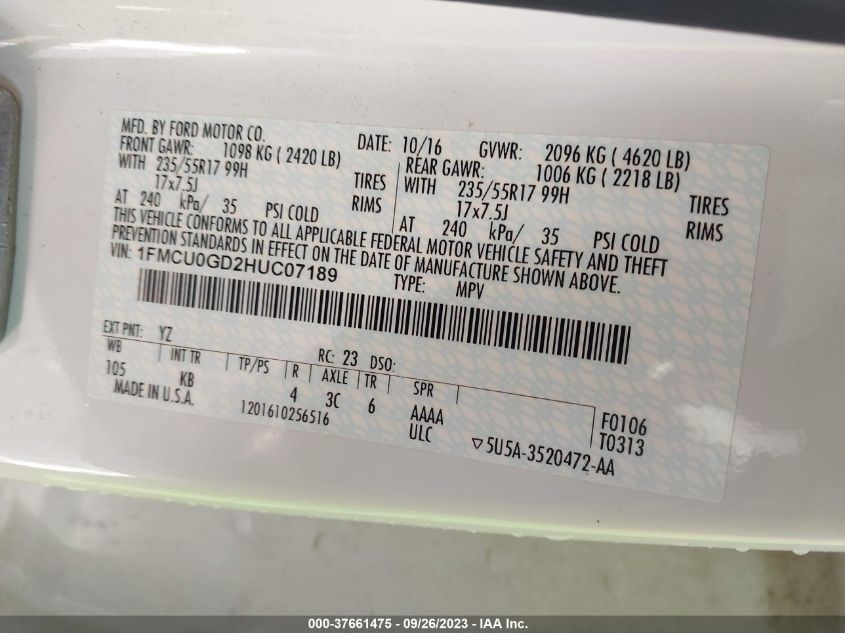 MFD. BY FORD MOTOR CO. DATE: 10/16 GVWR: 2096 KG ( 4620 LB)
FRONT GAWR: 1098 KG ( 2420 LB) REAR GAWR: 1006 KG ( 2218 LB)
WITH 235/55R17 99H TIRES WITH 235/55R17 99H TIRES
17x7.5J RIMS 17x7.5J RIMS
AT 240 kPa/ 35 PSI COLD AT 240 kPa/ 35 PSI COLD
THIS VEHICLE CONFORMS TO ALL APPLICABLE FEDERAL MOTOR VEHICLE SAFETY AND THEFT
PREVENTION STANDARDS IN EFFECT ON THE DATE OF MANUFACTURE SHOWN ABOVE.
VIN: 1FMCU0GD2HUC07189 TYPE: MPV
EXT PNT: YZ RC: 23 DSO:
WB INT TR TP/PS R AXLE TR SPR
105 KB 4 3C 6 AAAA F0106
MADE IN U.S.A. 1201610256516 ULC T0313
▽5U5A-3520472-AA
000-37661475 - 09/26/2023 - IAA Inc.